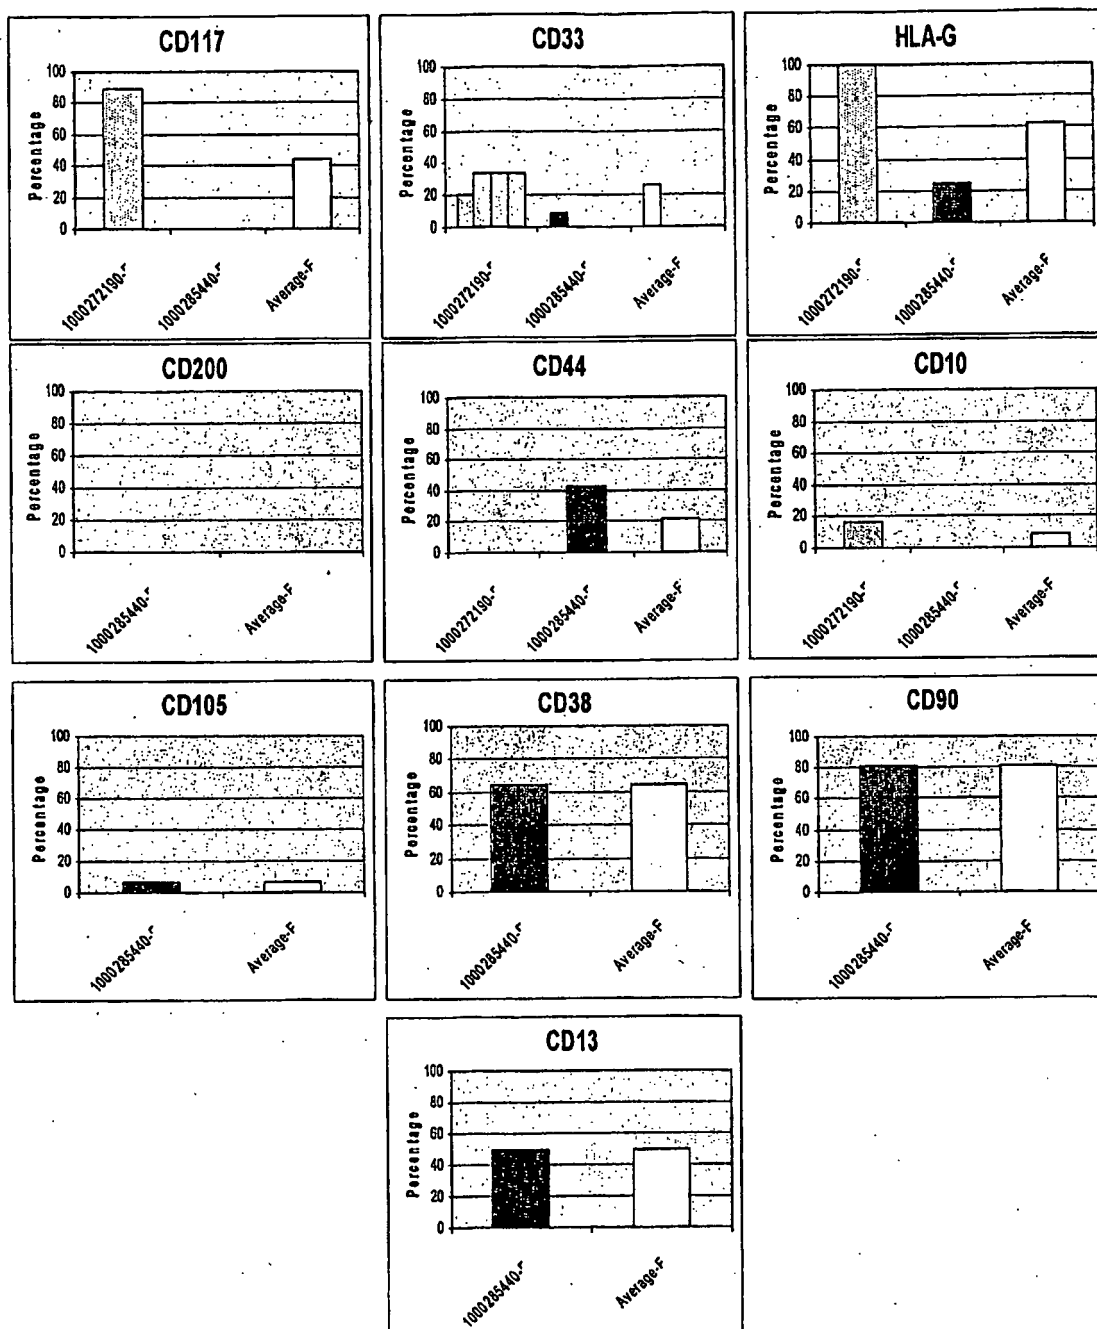 CD117
Percentage
100
80
60
40
20
0
1000272190-F
1000285440-F
Average-F
CD33
Percentage
100
80
60
40
20
0
1000272190-F
1000285440-F
Average-F
HLA-G
Percentage
100
80
60
40
20
0
1000272190-F
1000285440-F
Average-F
CD200
Percentage
100
80
60
40
20
0
1000285440-F
Average-F
CD44
Percentage
100
80
60
40
20
0
1000272190-F
1000285440-F
Average-F
CD10
Percentage
100
80
60
40
20
0
1000272190-F
1000285440-F
Average-F
CD105
Percentage
100
80
60
40
20
0
1000285440-F
Average-F
CD38
Percentage
100
80
60
40
20
0
1000285440-F
Average-F
CD90
Percentage
100
80
60
40
20
0
1000285440-F
Average-F
CD13
Percentage
100
80
60
40
20
0
1000285440-F
Average-F